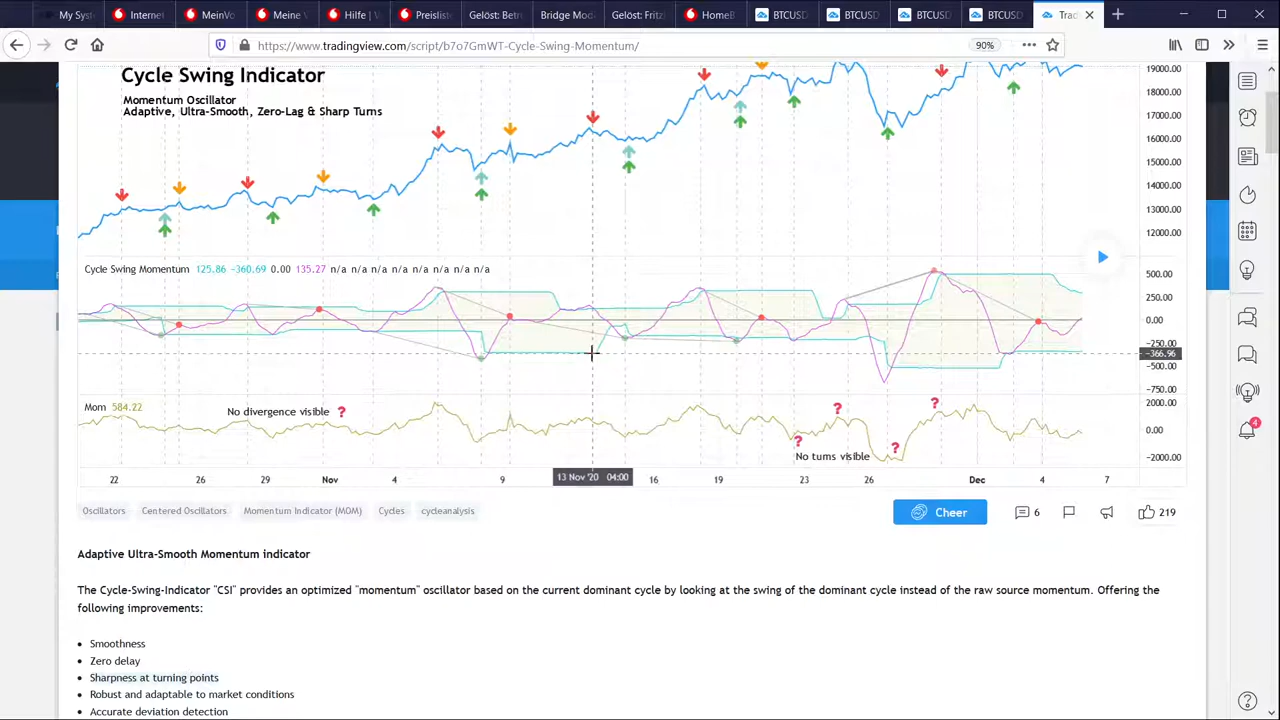 My Syst
Internet
MeinVo
Meine V
Hilfe
Preisliste
Gelöst: Betr
Bridge Mod
Gelöst: Fritz
HomeB
BTCUSD
BTCUSD
BTCUSD
BTCUSD
Trad
https://www.tradingview.com/script/b7o7GmWT-Cycle-Swing-Momentum/
90%
Cycle Swing Indicator
Momentum Oscillator
Adaptive, Ultra-Smooth, Zero-Lag & Sharp Turns
19000.00
18000.00
17000.00
16000.00
15000.00
14000.00
13000.00
12000.00
Cycle Swing Momentum 125.86 -360.69 0.00 135.27 n/a n/a n/a n/a n/a n/a n/a n/a
500.00
250.00
0.00
-250.00
-366.96
-500.00
-750.00
Mom 584.22
No divergence visible ?
? ? ? ?
No turns visible
2000.00
0.00
-2000.00
22 26 29 Nov 4 9 13 Nov '20 04:00 16 19 23 26 Dec 4 7
Oscillators Centered Oscillators Momentum Indicator (MOM) Cycles cycleanalysis
Cheer 6 219
4
Adaptive Ultra-Smooth Momentum indicator
The Cycle-Swing-Indicator "CSI" provides an optimized "momentum" oscillator based on the current dominant cycle by looking at the swing of the dominant cycle instead of the raw source momentum. Offering the
following improvements:
• Smoothness
• Zero delay
• Sharpness at turning points
• Robust and adaptable to market conditions
• Accurate deviation detection